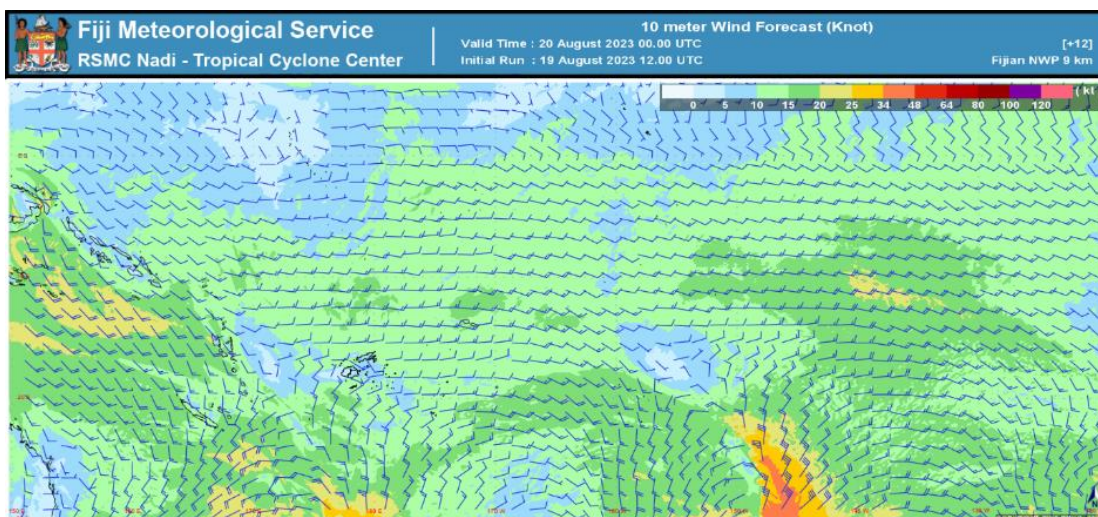 Fiji Meteorological Service
RSMC Nadi - Tropical Cyclone Center
10 meter Wind Forecast (Knot)
Valid Time : 20 August 2023 00.00 UTC
Initial Run : 19 August 2023 12.00 UTC
[+12]
Fijian NWP 9 km
0 5 10 15 20 25 34 48 64 80 100 120